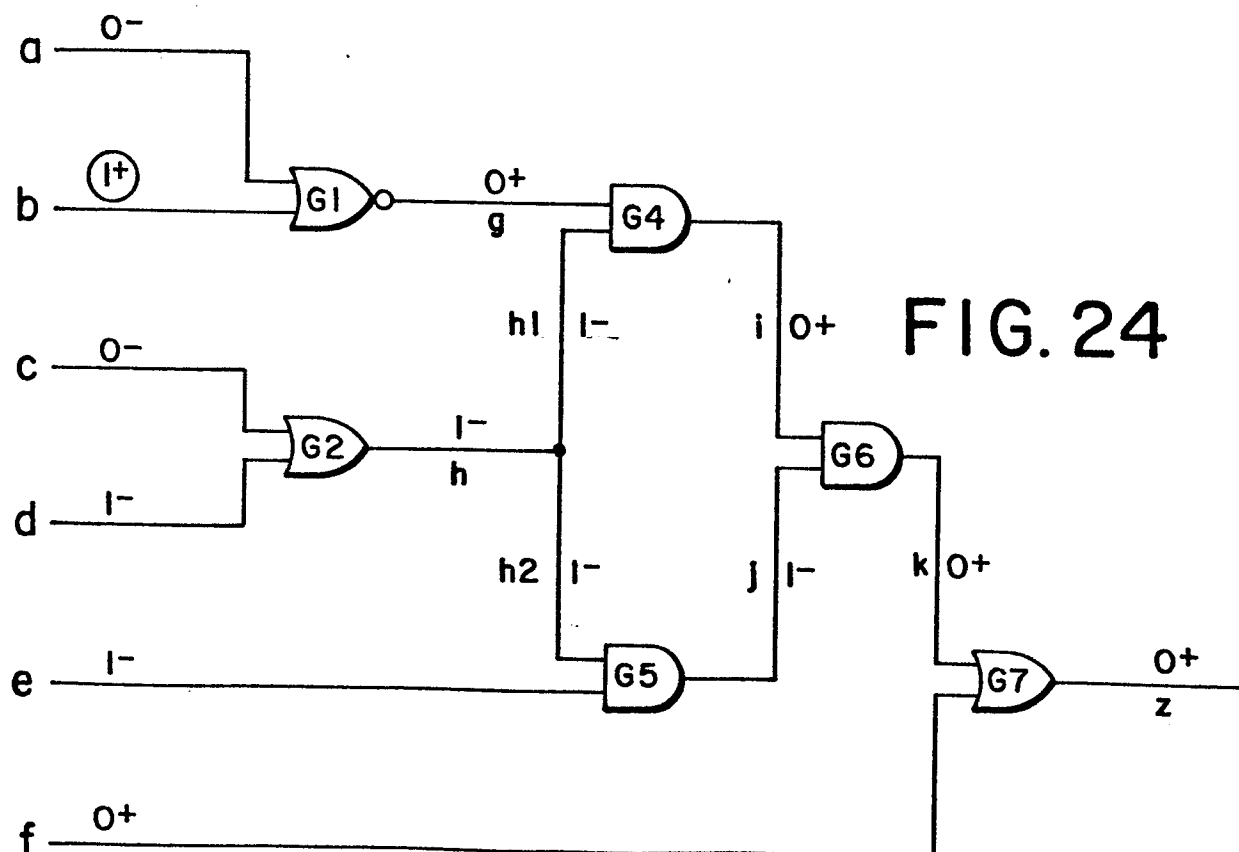 a 0-
b 1+
G1
0+
g
G4
h1 1-
i 0+
FIG. 24
c 0-
G2
1-
h
d 1-
G6
h2 1-
j 1-
k 0+
e 1-
G5
G7
0+
z
f 0+